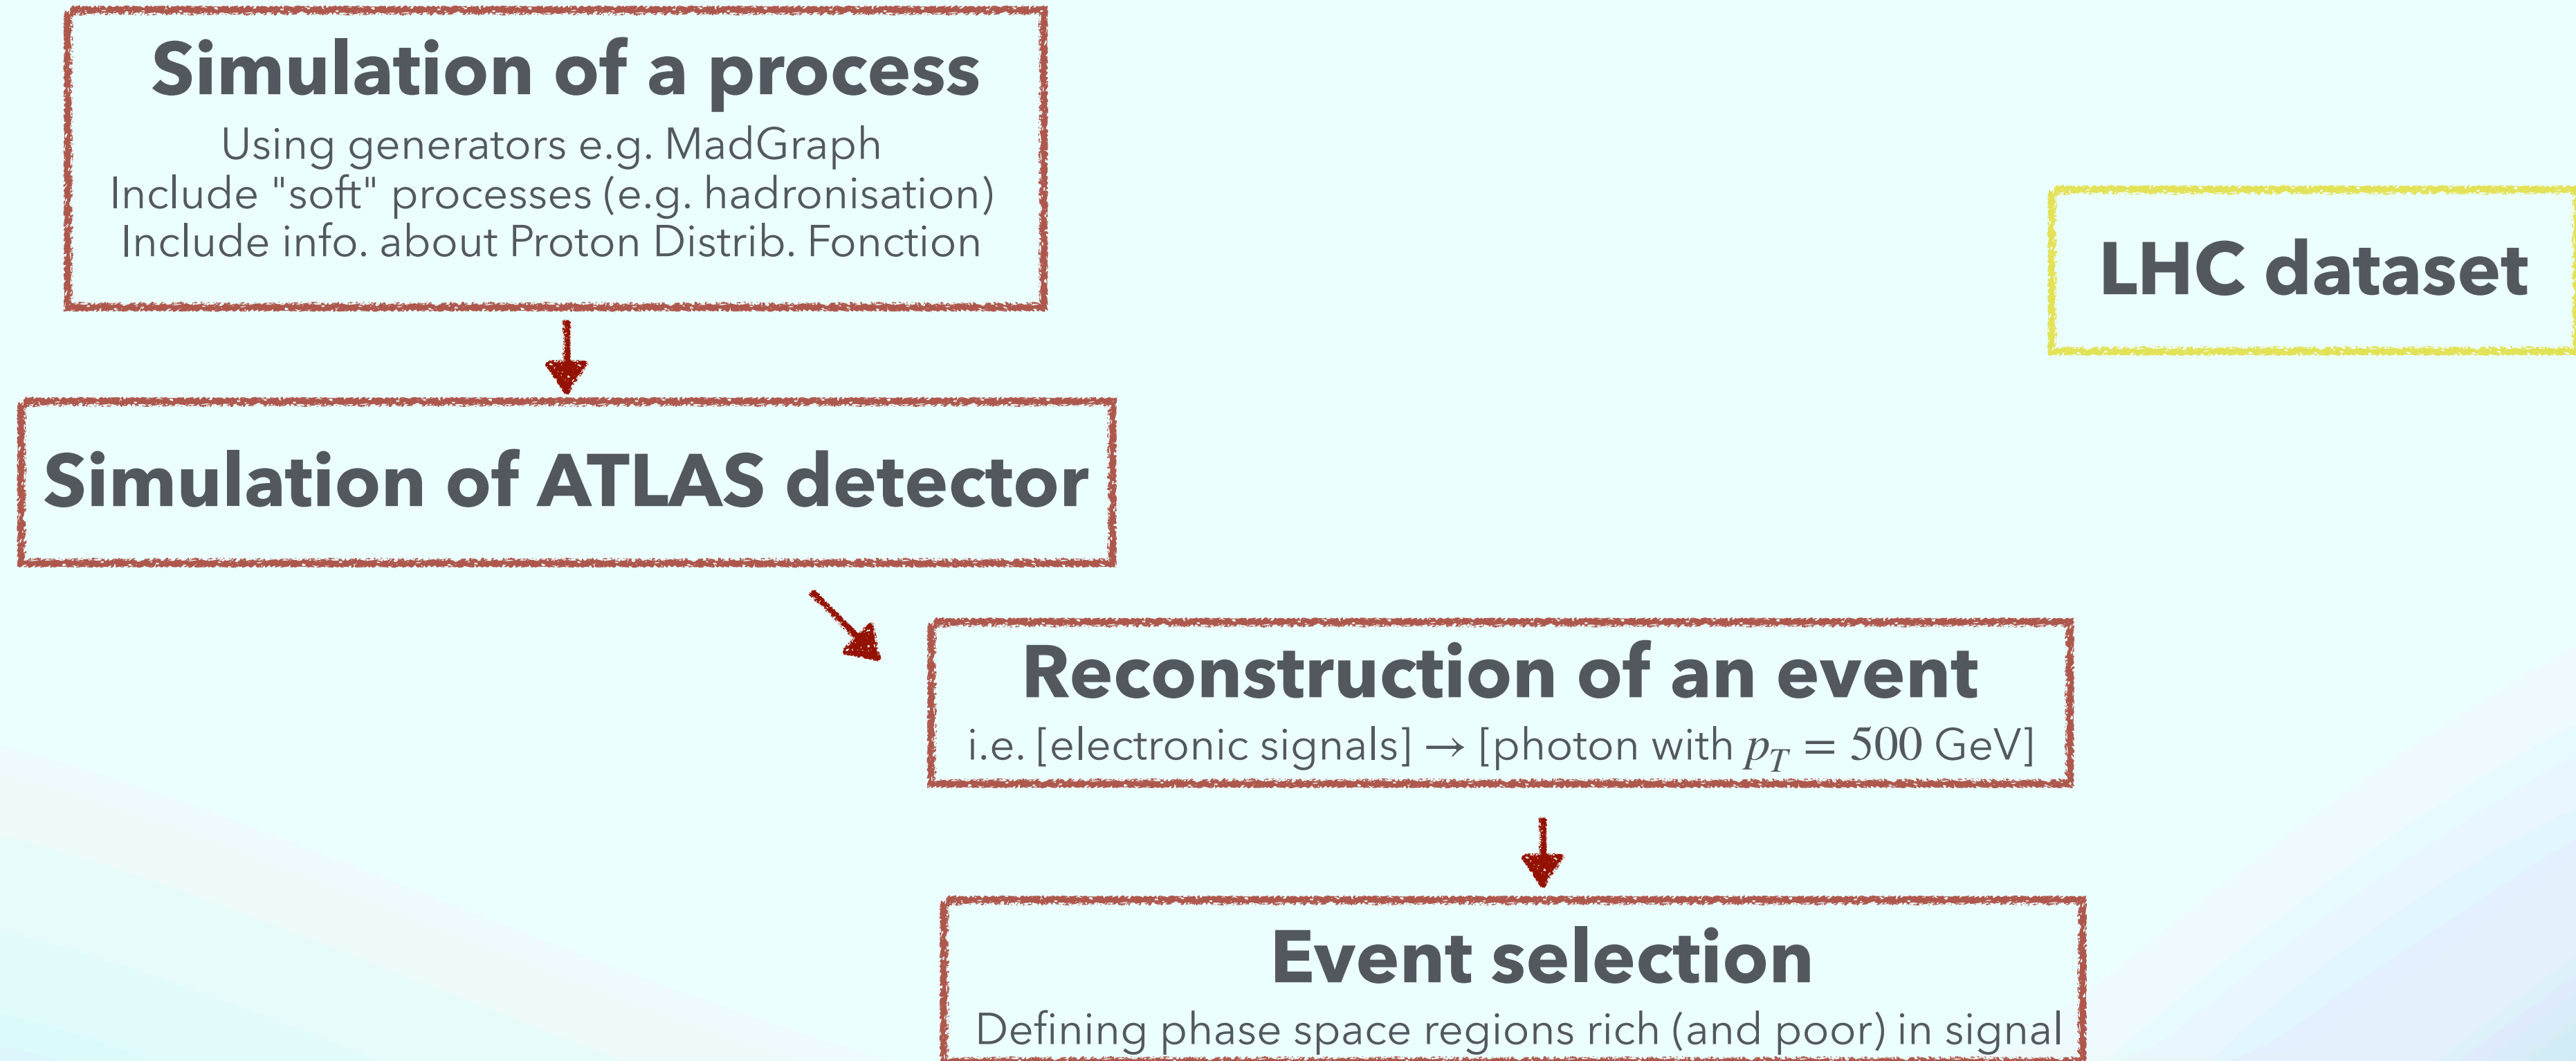 Simulation of a process
Using generators e.g. MadGraph
Include "soft" processes (e.g. hadronisation)
Include info. about Proton Distrib. Fonction
LHC dataset
Simulation of ATLAS detector
Reconstruction of an event
i.e. [electronic signals] → [photon with p_T = 500 GeV]
Event selection
Defining phase space regions rich (and poor) in signal